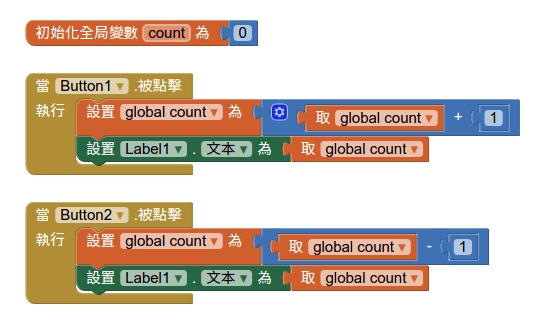 初始化全局變數 count 為 0
當 Button1 .被點擊
執行 設置 global count 為 取 global count + 1
設置 Label1 . 文本 為 取 global count
當 Button2 .被點擊
執行 設置 global count 為 取 global count - 1
設置 Label1 . 文本 為 取 global count